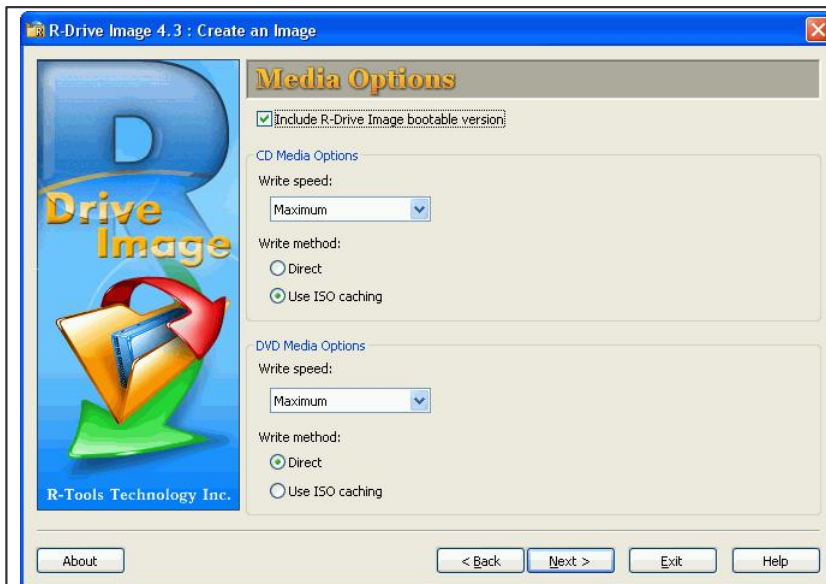 R-Drive Image 4.3 : Create an Image
R
Drive
Image
R-Tools Technology Inc.
Media Options
Include R-Drive Image bootable version
CD Media Options
Write speed:
Maximum
Write method:
Direct
Use ISO caching
DVD Media Options
Write speed:
Maximum
Write method:
Direct
Use ISO caching
About
< Back
Next >
Exit
Help